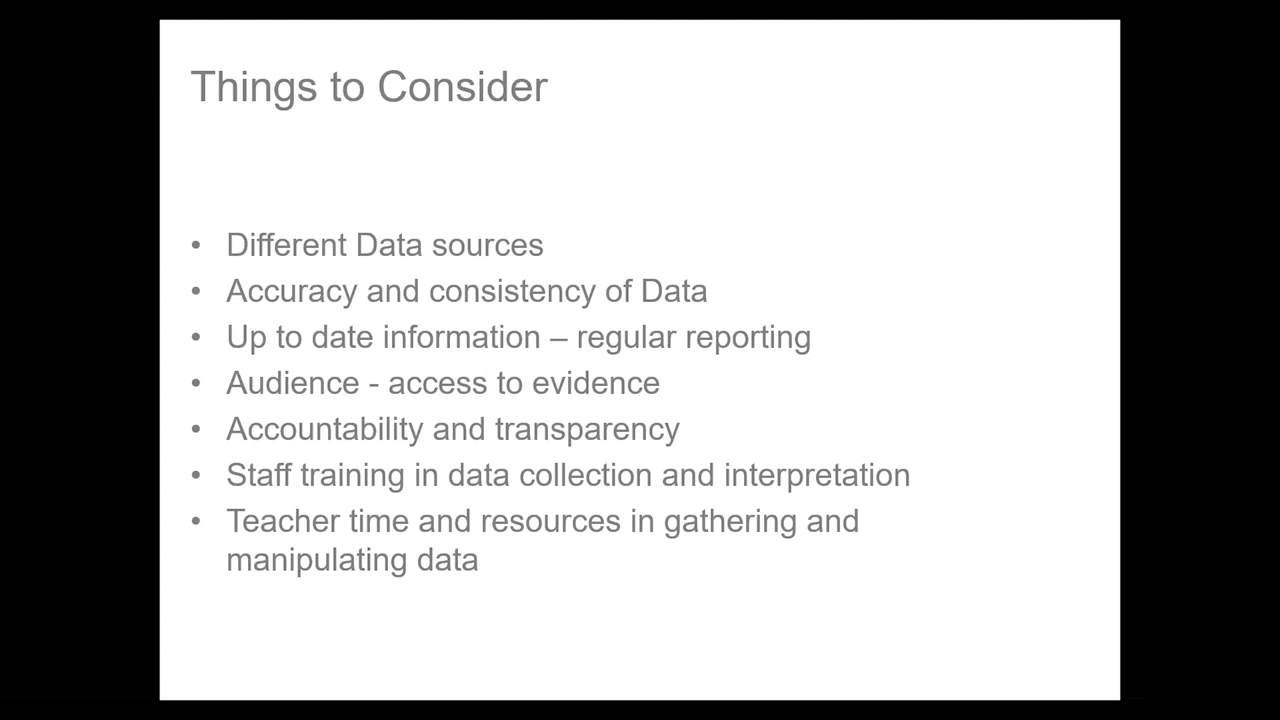 Things to Consider
• Different Data sources
• Accuracy and consistency of Data
• Up to date information – regular reporting
• Audience - access to evidence
• Accountability and transparency
• Staff training in data collection and interpretation
• Teacher time and resources in gathering and
manipulating data